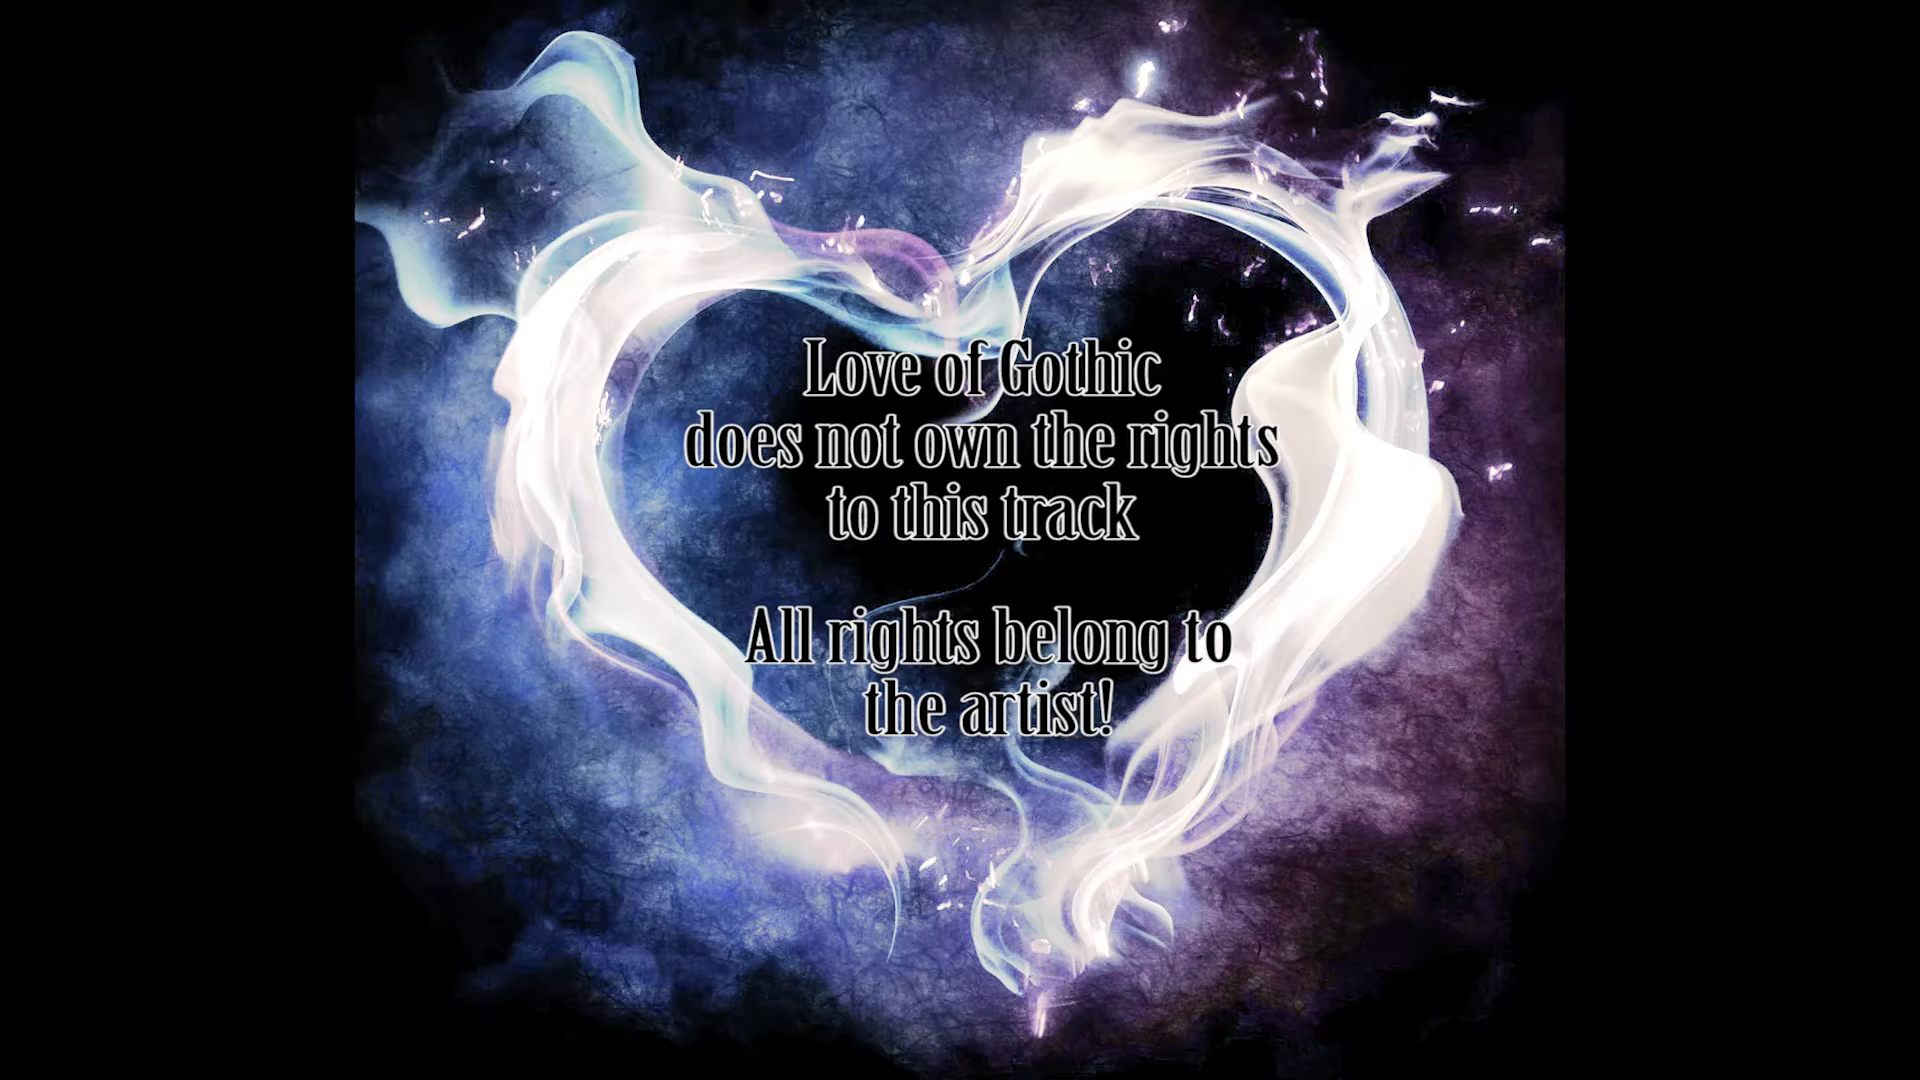 Love of Gothic
does not own the rights
to this track
All rights belong to
the artist!